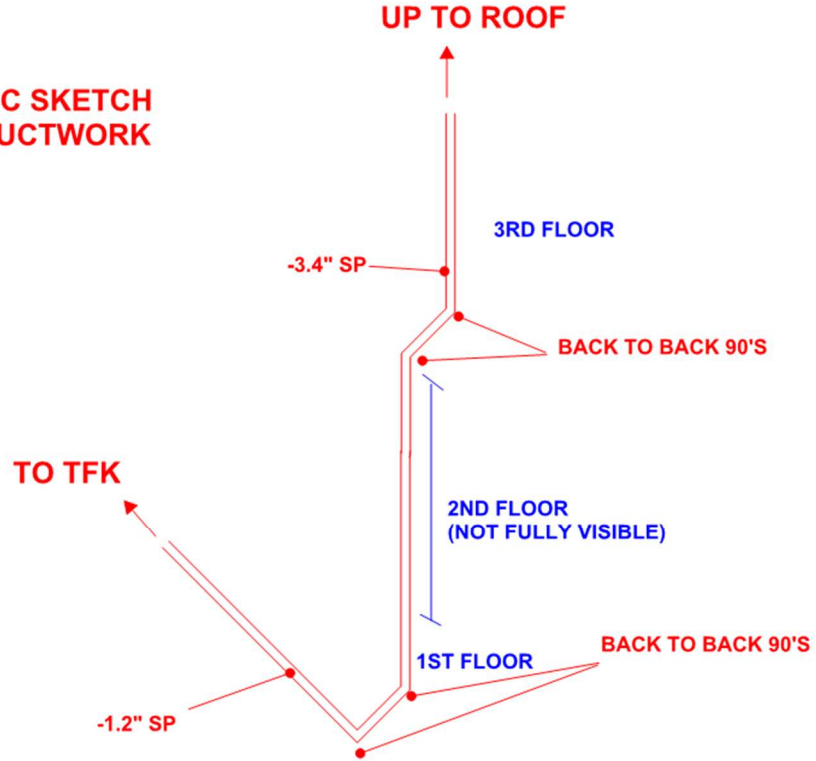 UP TO ROOF
C SKETCH
UCTWORK
3RD FLOOR
-3.4" SP
BACK TO BACK 90'S
TO TFK
2ND FLOOR
(NOT FULLY VISIBLE)
BACK TO BACK 90'S
1ST FLOOR
-1.2" SP